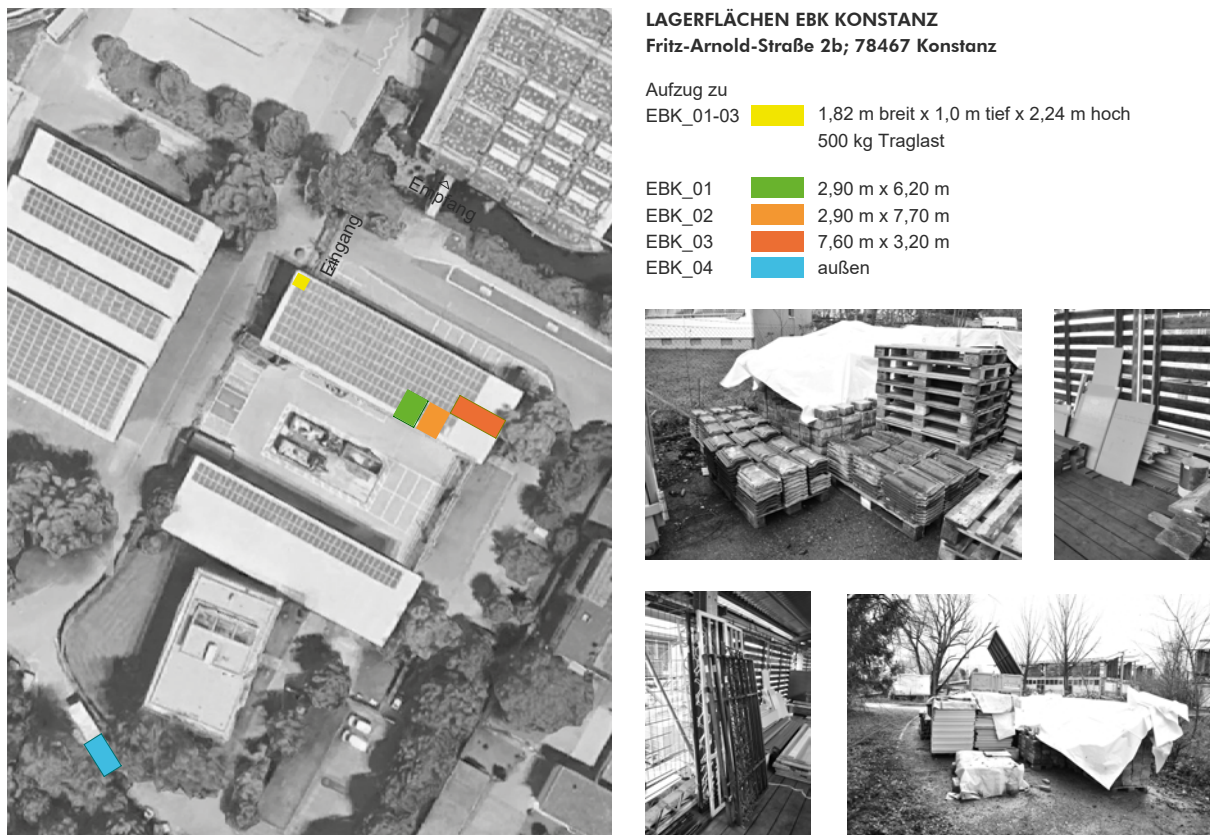 LAGERFLÄCHEN EBK KONSTANZ
Fritz-Arnold-Straße 2b; 78467 Konstanz
Aufzug zu
EBK_01-03 1,82 m breit x 1,0 m tief x 2,24 m hoch
500 kg Traglast
EBK_01 2,90 m x 6,20 m
EBK_02 2,90 m x 7,70 m
EBK_03 7,60 m x 3,20 m
EBK_04 außen
Empfang
Eingang